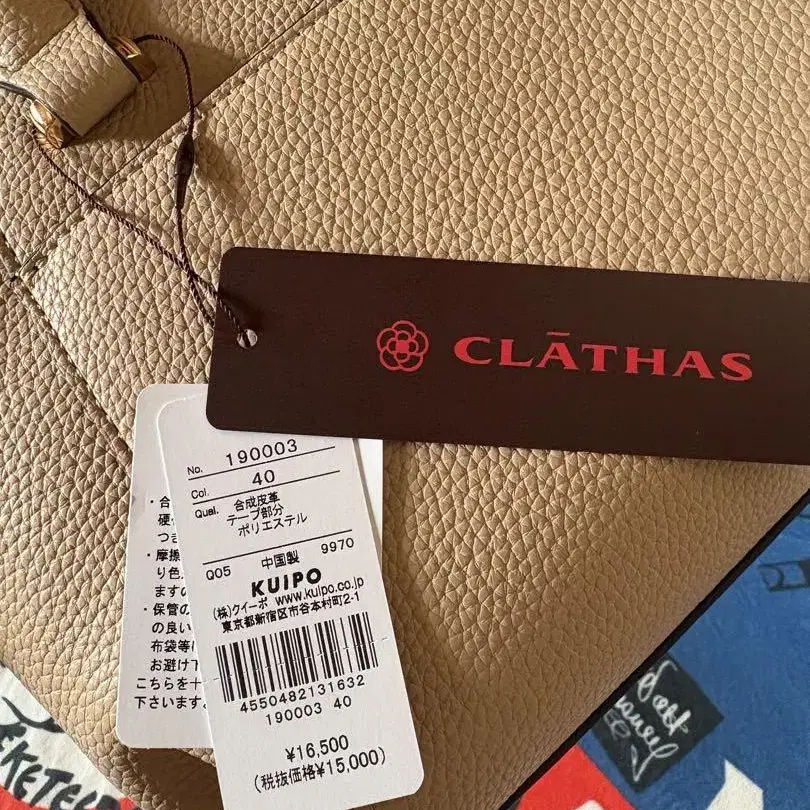 CLĀTHAS
No. 190003
Col. 40
Qual. 合成皮革
テープ部分
ポリエステル
Q05 中国製 9970
KUIPO
(株)クイーポ www.kuipo.co.jp
東京都新宿区市谷本村町2-1
4550482131632
190003 40
¥16,500
(税抜価格¥15,000)
・合
硬
つき
・摩擦
り色
ますの
・保管の
の良い
布袋等
お避け下
こちらを十
下さいます